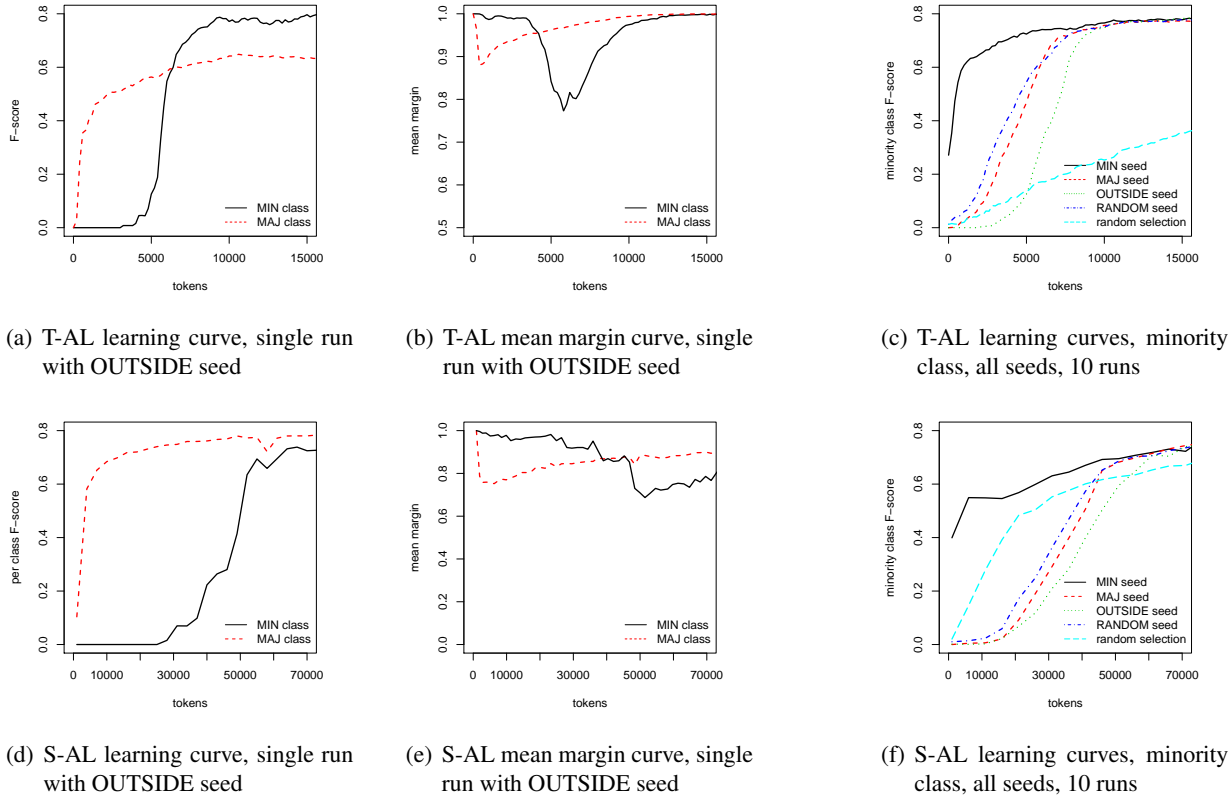 F−score
0.0 0.2 0.4 0.6 0.8
0 5000 10000 15000
tokens
MIN class
MAJ class
mean margin
0.5 0.6 0.7 0.8 0.9 1.0
0 5000 10000 15000
tokens
MIN class
MAJ class
minority class F−score
0.0 0.2 0.4 0.6 0.8
0 5000 10000 15000
tokens
MIN seed
MAJ seed
OUTSIDE seed
RANDOM seed
random selection
(a) T-AL learning curve, single run
with OUTSIDE seed
(b) T-AL mean margin curve, single
run with OUTSIDE seed
(c) T-AL learning curves, minority
class, all seeds, 10 runs
per class F−score
0.0 0.2 0.4 0.6 0.8
0 10000 30000 50000 70000
tokens
MIN class
MAJ class
mean margin
0.0 0.2 0.4 0.6 0.8 1.0
0 10000 30000 50000 70000
tokens
MIN class
MAJ class
minority class F−score
0.0 0.2 0.4 0.6 0.8
0 10000 30000 50000 70000
tokens
MIN seed
MAJ seed
OUTSIDE seed
RANDOM seed
random selection
(d) S-AL learning curve, single run
with OUTSIDE seed
(e) S-AL mean margin curve, single
run with OUTSIDE seed
(f) S-AL learning curves, minority
class, all seeds, 10 runs